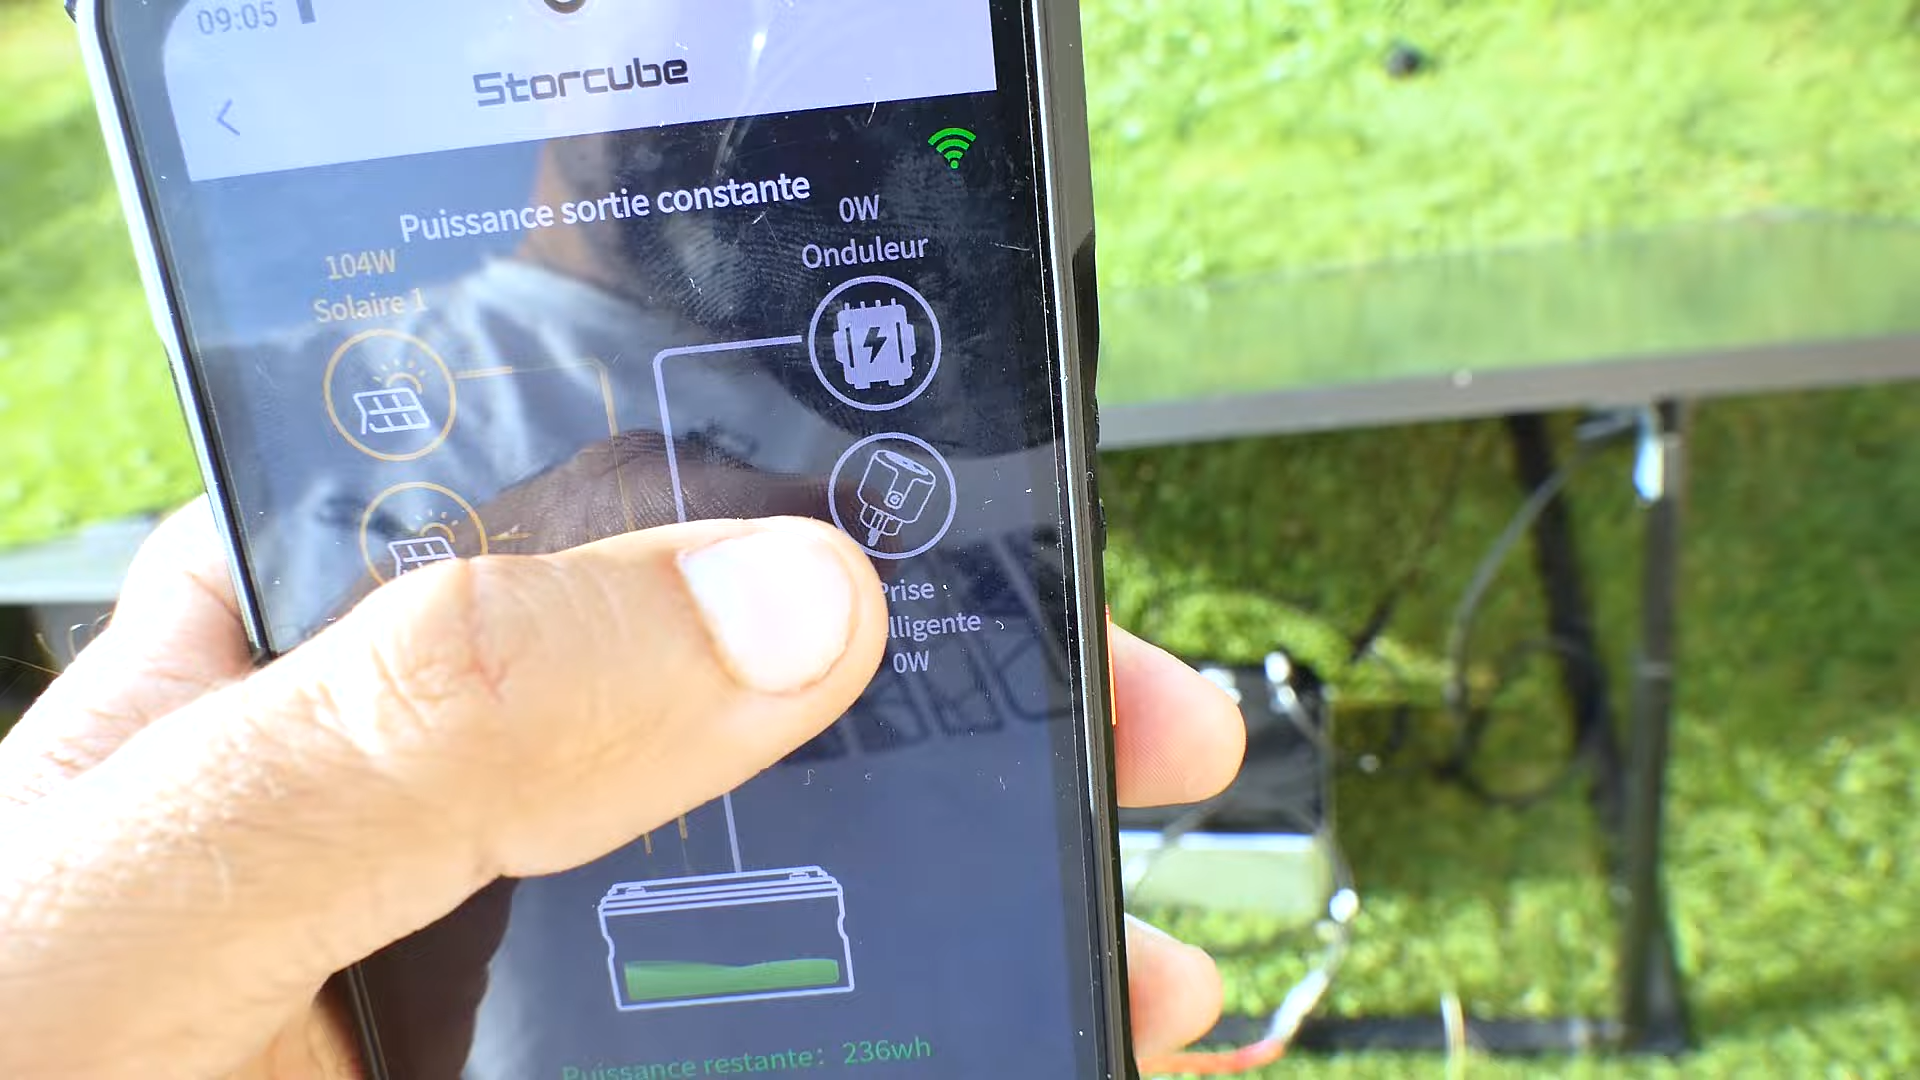 09:05
Storcube
Puissance sortie constante
0W
Onduleur
104W
Solaire 1
Prise
lligente
0W
Puissance restante: 236wh